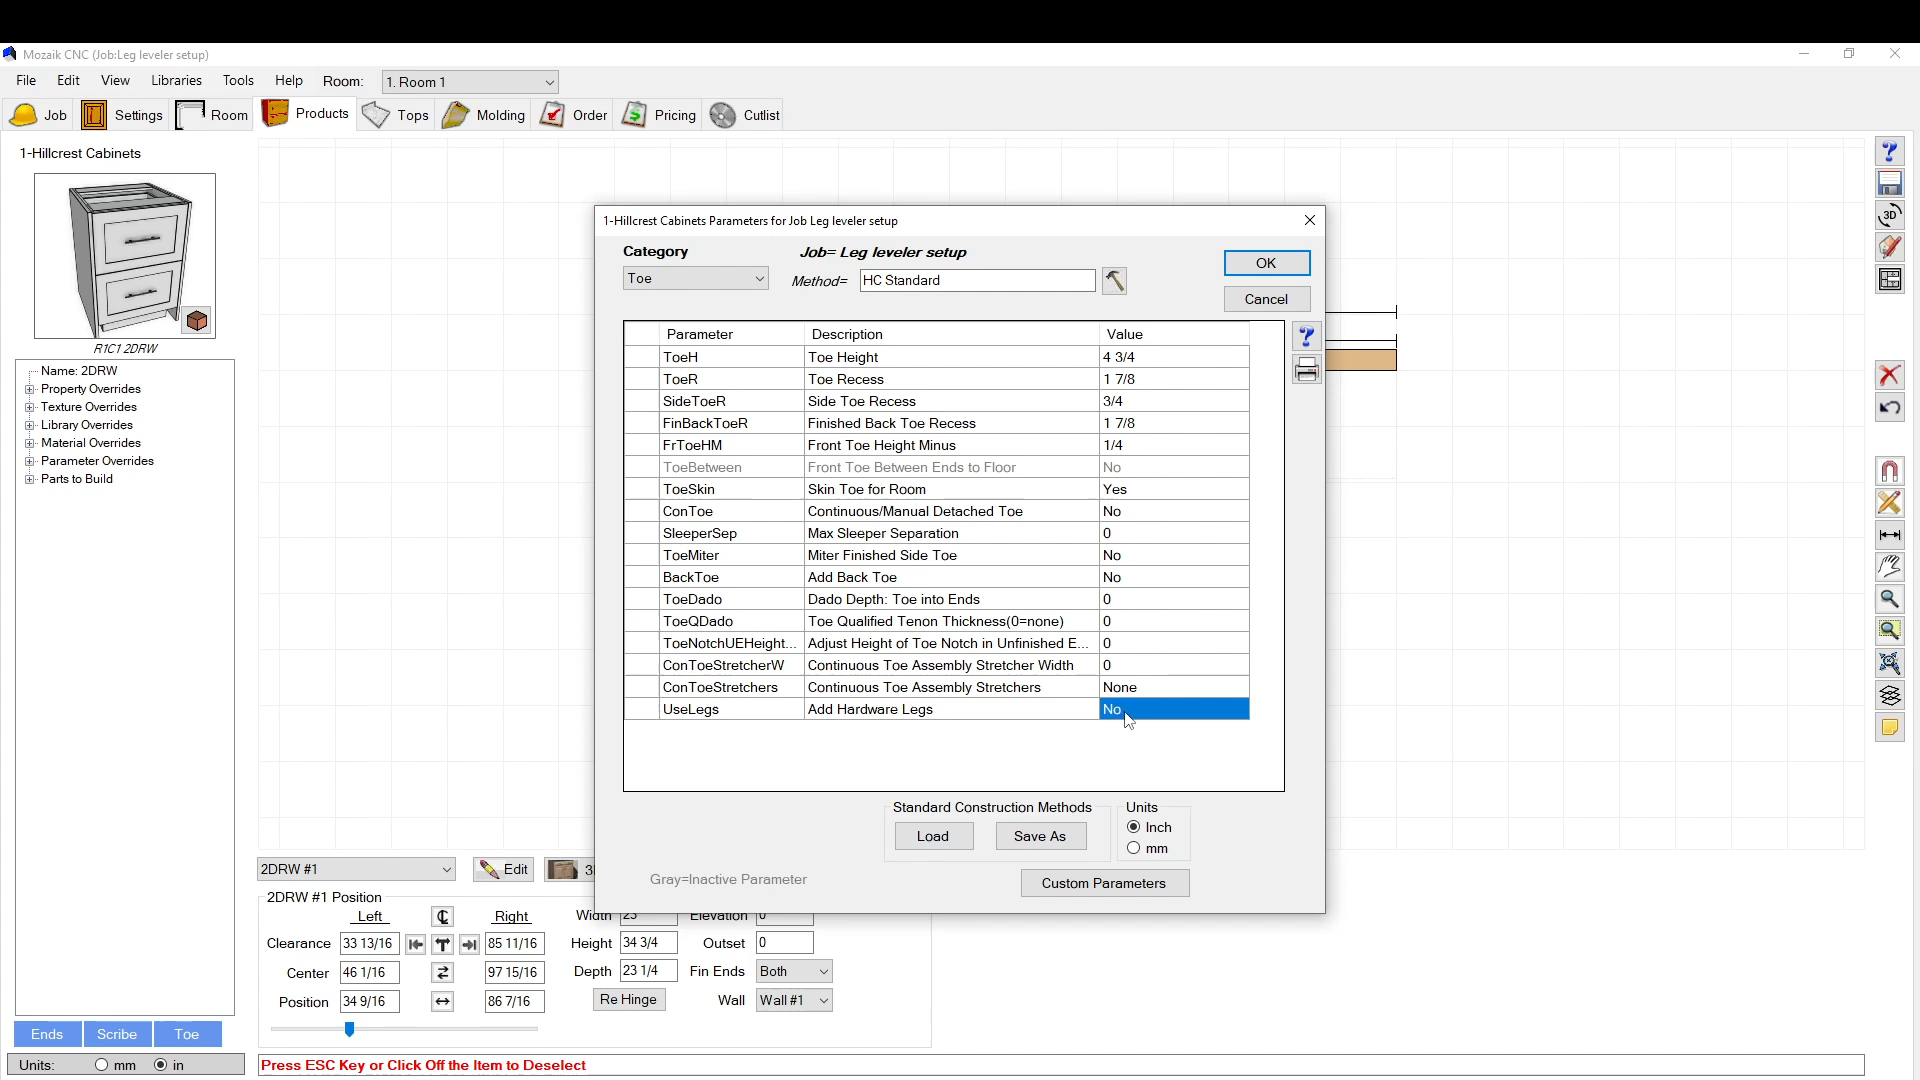 Mozaik CNC (Job:Leg leveler setup)
File Edit View Libraries Tools Help Room: 1. Room 1
Job Settings Room Products Tops Molding Order Pricing Cutlist
1-Hillcrest Cabinets
R1C1 2DRW
Name: 2DRW
Property Overrides
Texture Overrides
Library Overrides
Material Overrides
Parameter Overrides
Parts to Build
Ends Scribe Toe
Units: mm in
1-Hillcrest Cabinets Parameters for Job Leg leveler setup
Category Job= Leg leveler setup
Toe Method= HC Standard
OK
Cancel
Parameter Description Value
ToeH Toe Height 4 3/4
ToeR Toe Recess 1 7/8
SideToeR Side Toe Recess 3/4
FinBackToeR Finished Back Toe Recess 1 7/8
FrToeHM Front Toe Height Minus 1/4
ToeBetween Front Toe Between Ends to Floor No
ToeSkin Skin Toe for Room Yes
ConToe Continuous/Manual Detached Toe No
SleeperSep Max Sleeper Separation 0
ToeMiter Miter Finished Side Toe No
BackToe Add Back Toe No
ToeDado Dado Depth: Toe into Ends 0
ToeQDado Toe Qualified Tenon Thickness(0=none) 0
ToeNotchUEHeight... Adjust Height of Toe Notch in Unfinished E... 0
ConToeStretcherW Continuous Toe Assembly Stretcher Width 0
ConToeStretchers Continuous Toe Assembly Stretchers None
UseLegs Add Hardware Legs No
Standard Construction Methods Units
Load Save As Inch
mm
Gray=Inactive Parameter Custom Parameters
3D
2DRW #1 Edit 3
2DRW #1 Position
Left Right Width 23 Elevation 0
Clearance 33 13/16 85 11/16 Height 34 3/4 Outset 0
Center 46 1/16 97 15/16 Depth 23 1/4 Fin Ends Both
Position 34 9/16 86 7/16 Re Hinge Wall Wall #1
Press ESC Key or Click Off the Item to Deselect